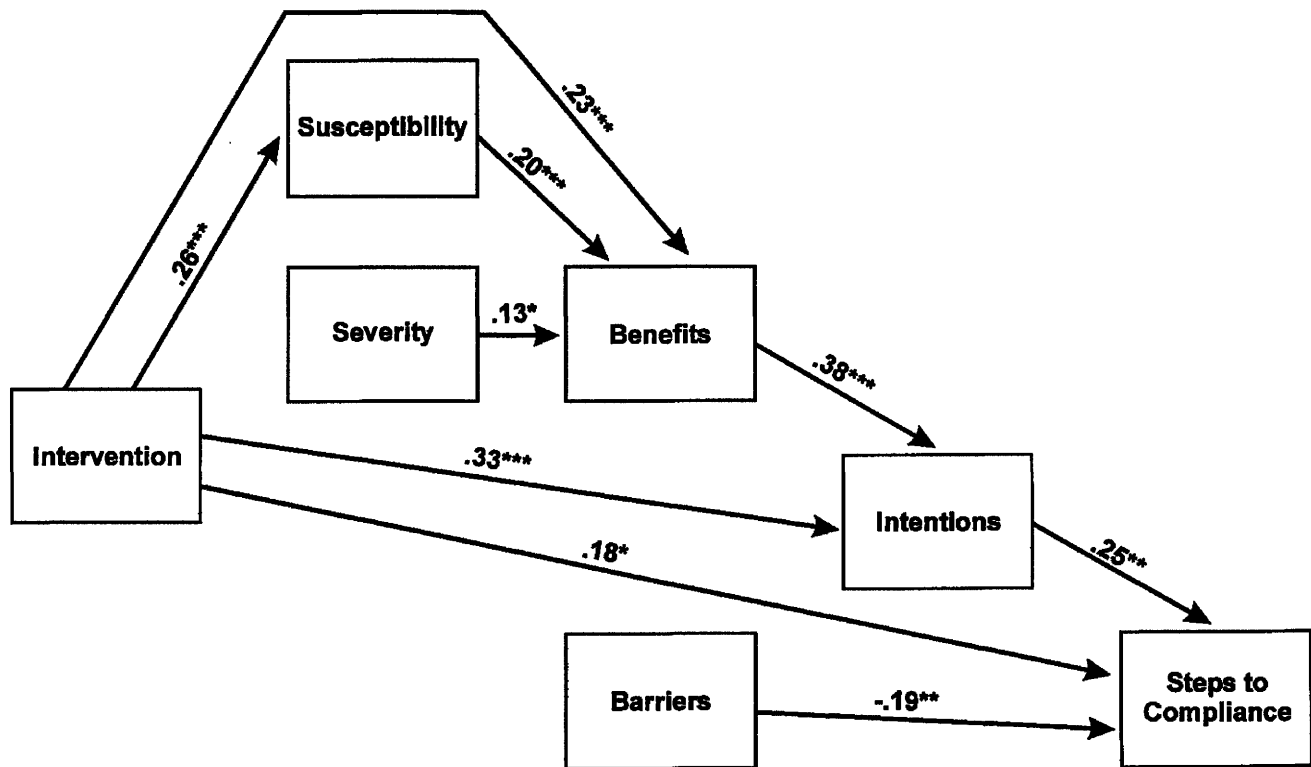 .23***
Susceptibility
.20***
.26***
Severity
.13*
Benefits
.38***
Intervention
.33***
Intentions
.18*
.25**
Barriers
-.19**
Steps to
Compliance